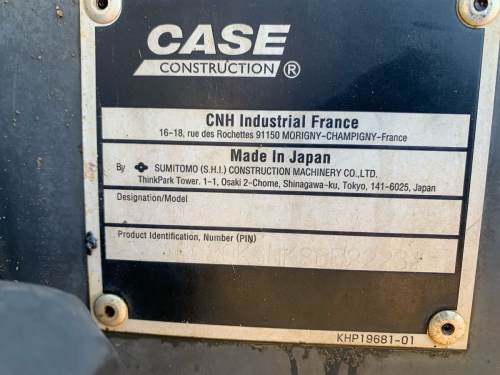 CASE
CONSTRUCTION ®
CNH Industrial France
16-18, rue des Rochettes 91150 MORIGNY-CHAMPIGNY-France
Made In Japan
By SUMITOMO (S.H.I.) CONSTRUCTION MACHINERY CO.,LTD.
ThinkPark Tower. 1-1, Osaki 2-Chome, Shinagawa-ku, Tokyo, 141-6025, Japan
Designation/Model
Product Identification, Number (PIN)
KHP19681-01